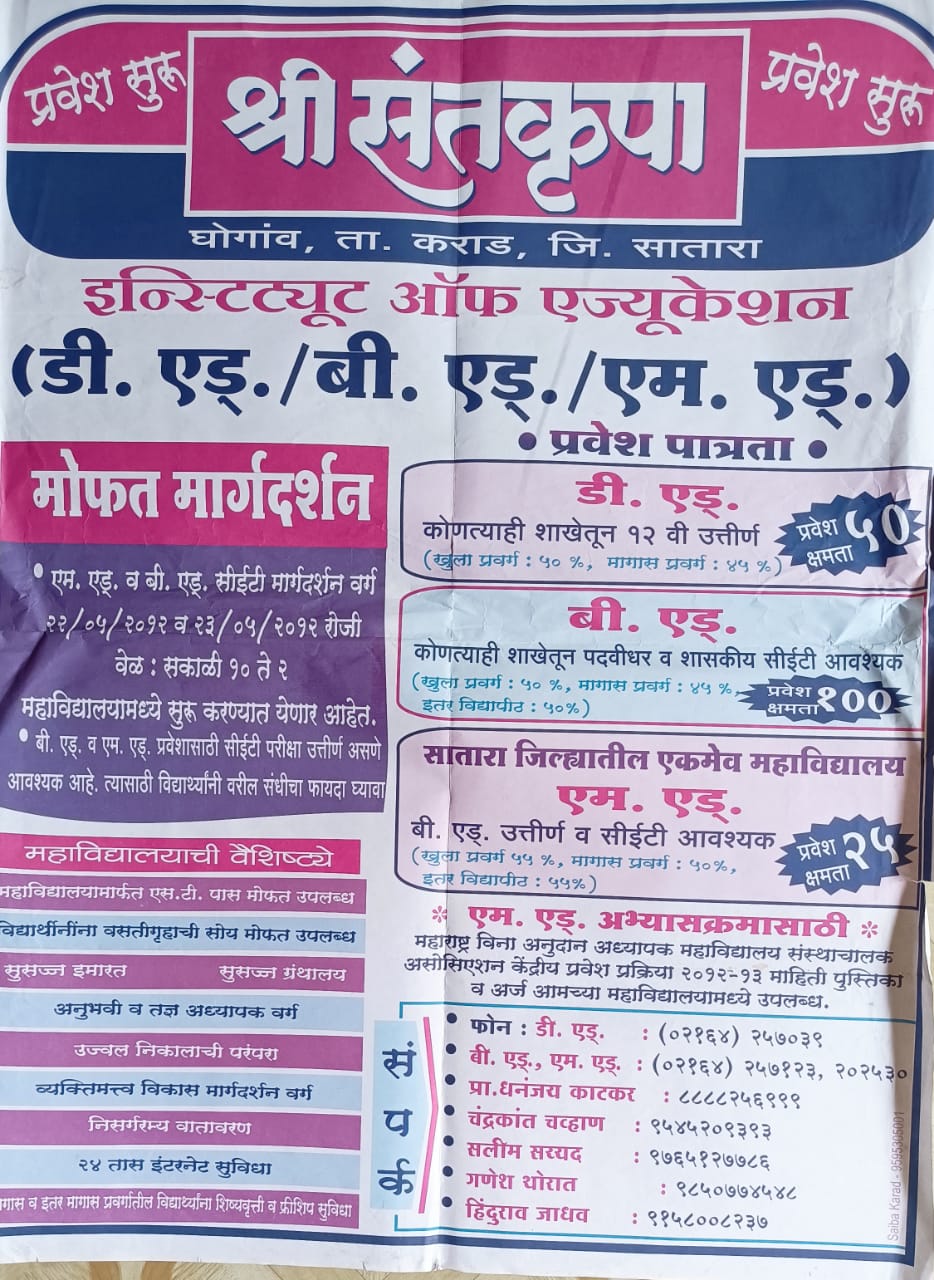 प्रवेश सुरू
श्री संतकृपा
प्रवेश सुरू
घोगांव, ता. कराड, जि. सातारा
इन्स्टिट्यूट ऑफ एज्यूकेशन
(डी. एड्./बी. एड्./एम. एड्.)
मोफत मार्गदर्शन
• एम. एड्. व बी. एड्. सीईटी मार्गदर्शन वर्ग
२२/०५/२०१२ व २३/०५/२०१२ रोजी
वेळ : सकाळी १० ते २
महाविद्यालयामध्ये सुरू करण्यात येणार आहेत.
• बी. एड्. व एम. एड्. प्रवेशासाठी सीईटी परीक्षा उत्तीर्ण असणे
आवश्यक आहे. त्यासाठी विद्यार्थ्यांनी वरील संधीचा फायदा घ्यावा
महाविद्यालयाची वैशिष्ट्ये
महाविद्यालयामार्फत एस.टी. पास मोफत उपलब्ध
विद्यार्थीनींना वसतीगृहाची सोय मोफत उपलब्ध
सुसज्ज इमारत सुसज्ज ग्रंथालय
अनुभवी व तज्ञ अध्यापक वर्ग
उज्वल निकालाची परंपरा
व्यक्तिमत्त्व विकास मार्गदर्शन वर्ग
निसर्गरम्य वातावरण
२४ तास इंटरनेट सुविधा
व इतर मागास प्रवर्गातील विद्यार्थ्यांना शिष्यवृत्ती व फ्रीशिप सुविधा
• प्रवेश पात्रता •
डी. एड्.
कोणत्याही शाखेतून १२ वी उत्तीर्ण
(खुला प्रवर्ग : ५० %, मागास प्रवर्ग : ४५ %)
प्रवेश क्षमता ५०
बी. एड्.
कोणत्याही शाखेतून पदवीधर व शासकीय सीईटी आवश्यक
(खुला प्रवर्ग : ५० %, मागास प्रवर्ग : ४५ %,
इतर विद्यापीठ : ५०%)
प्रवेश क्षमता १००
सातारा जिल्ह्यातील एकमेव महाविद्यालय
एम. एड्.
बी. एड्. उत्तीर्ण व सीईटी आवश्यक
(खुला प्रवर्ग ५५ %, मागास प्रवर्ग : ५०%,
इतर विद्यापीठ : ५५%)
प्रवेश क्षमता २५
* एम. एड्. अभ्यासक्रमासाठी *
महाराष्ट्र विना अनुदान अध्यापक महाविद्यालय संस्थाचालक
असोसिएशन केंद्रीय प्रवेश प्रक्रिया २०१२-१३ माहिती पुस्तिका
व अर्ज आमच्या महाविद्यालयामध्ये उपलब्ध.
संपर्क
• फोन : डी. एड्. : (०२१६४) २५७०३९
• बी. एड्., एम. एड्. : (०२१६४) २५७१२३, २०२५३०
• प्रा.धनंजय काटकर : ८८८८२५६९९९
• चंद्रकांत चव्हाण : ९५४५२०९३९३
• सलीम सय्यद : ९७६५१२७७८६
• गणेश थोरात : ९८५०७७४५४८
• हिंदुराव जाधव : ९१५८००८२३७
Saiba Karad - 9595305001